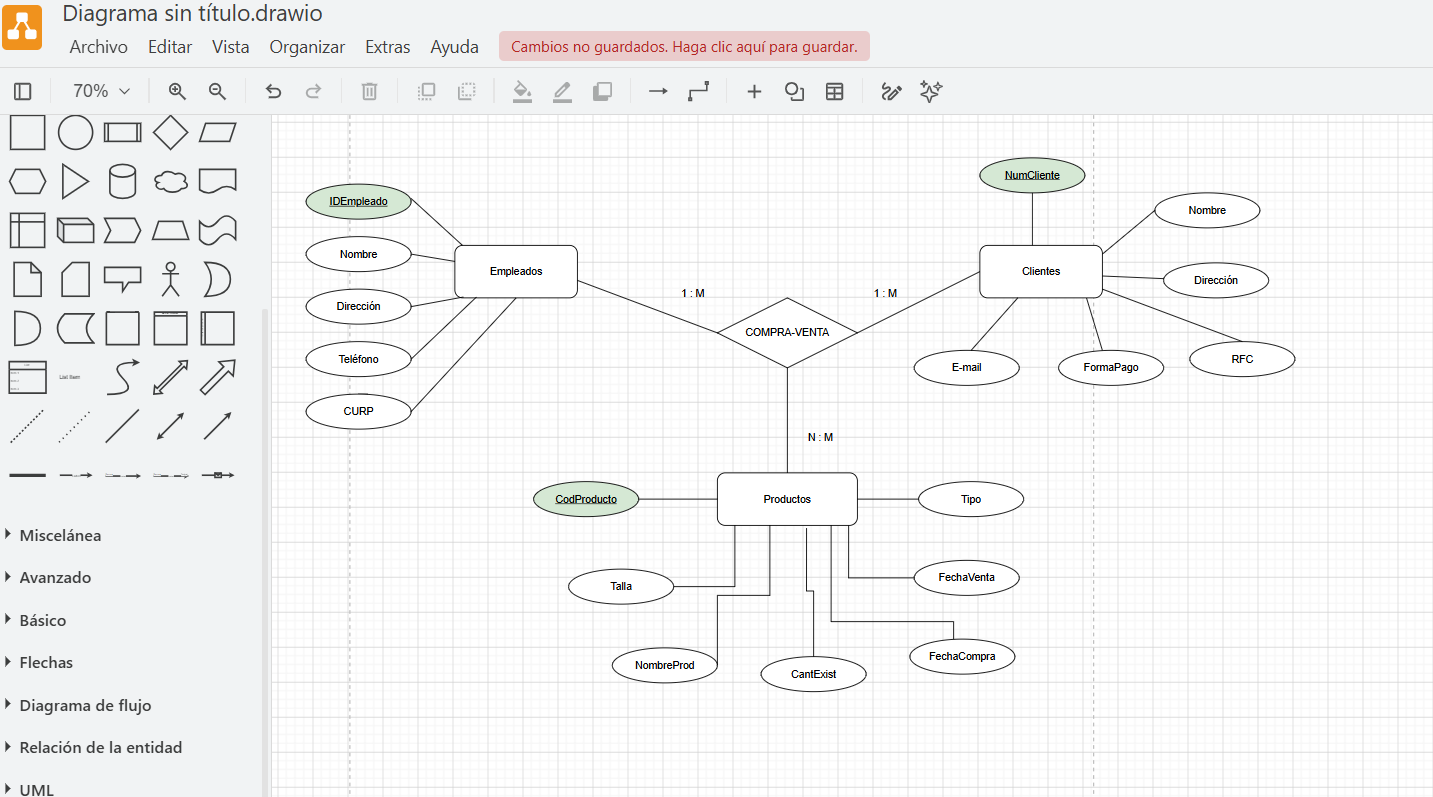 Diagrama sin título.drawio
Archivo Editar Vista Organizar Extras Ayuda Cambios no guardados. Haga clic aquí para guardar.
70%
NumCliente
IDEmpleado
Nombre
Nombre
Empleados
Clientes
Dirección
1 : M
1 : M
Dirección
COMPRA-VENTA
Teléfono
E-mail
FormaPago
RFC
List Item
CURP
N : M
CodProducto
Productos
Tipo
Talla
FechaVenta
NombreProd
CantExist
FechaCompra
Miscelánea
Avanzado
Básico
Flechas
Diagrama de flujo
Relación de la entidad
UML